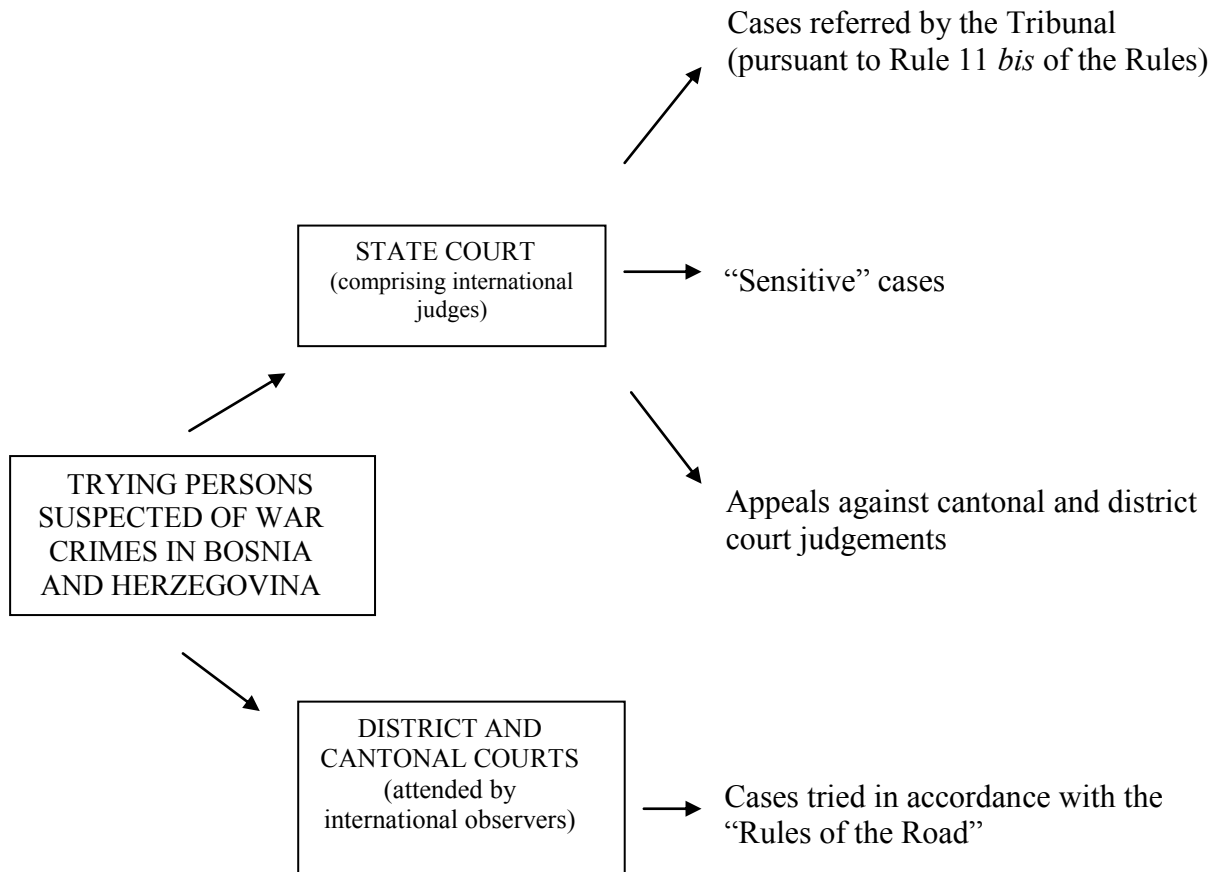 Cases referred by the Tribunal
(pursuant to Rule 11 bis of the Rules)
STATE COURT
(comprising international
judges)
“Sensitive” cases
TRYING PERSONS
SUSPECTED OF WAR
CRIMES IN BOSNIA
AND HERZEGOVINA
Appeals against cantonal and district
court judgements
DISTRICT AND
CANTONAL COURTS
(attended by
international observers)
Cases tried in accordance with the
“Rules of the Road”